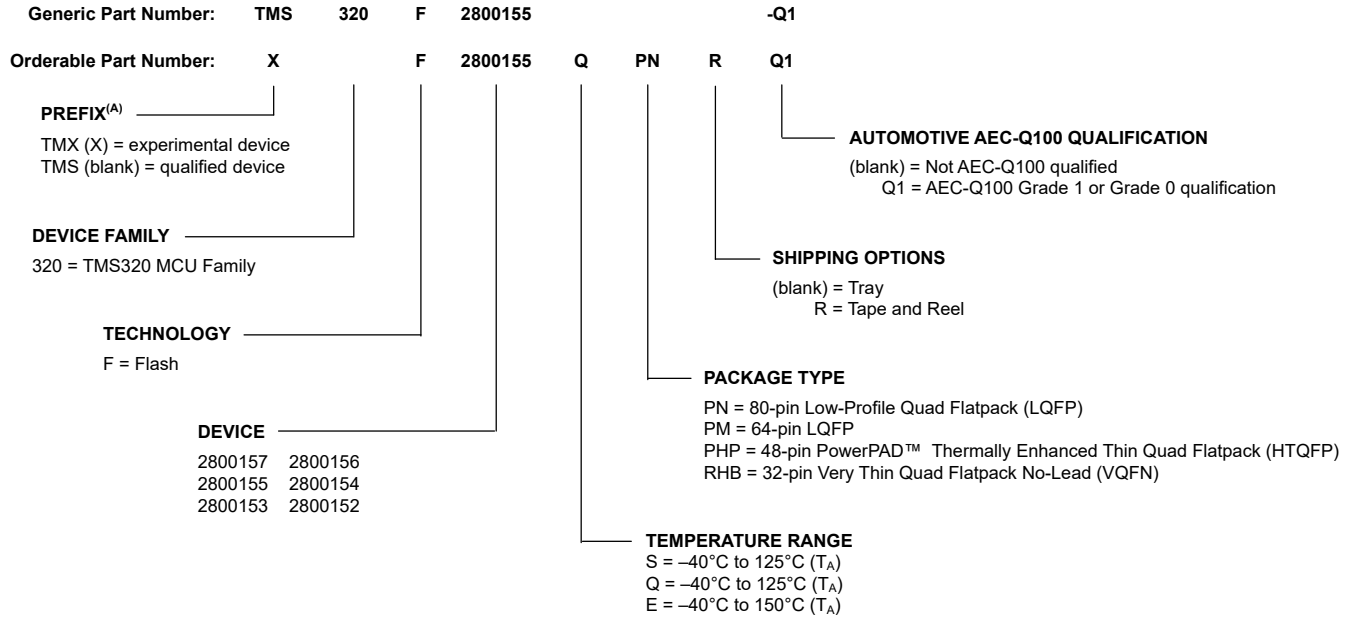 Generic Part Number: TMS 320 F 2800155 -Q1
Orderable Part Number: X F 2800155 Q PN R Q1
PREFIX(A)
TMX (X) = experimental device
TMS (blank) = qualified device
AUTOMOTIVE AEC-Q100 QUALIFICATION
(blank) = Not AEC-Q100 qualified
Q1 = AEC-Q100 Grade 1 or Grade 0 qualification
DEVICE FAMILY
320 = TMS320 MCU Family
SHIPPING OPTIONS
(blank) = Tray
R = Tape and Reel
TECHNOLOGY
F = Flash
PACKAGE TYPE
PN = 80-pin Low-Profile Quad Flatpack (LQFP)
PM = 64-pin LQFP
PHP = 48-pin PowerPAD™ Thermally Enhanced Thin Quad Flatpack (HTQFP)
RHB = 32-pin Very Thin Quad Flatpack No-Lead (VQFN)
DEVICE
2800157 2800156
2800155 2800154
2800153 2800152
TEMPERATURE RANGE
S = –40°C to 125°C (TA)
Q = –40°C to 125°C (TA)
E = –40°C to 150°C (TA)